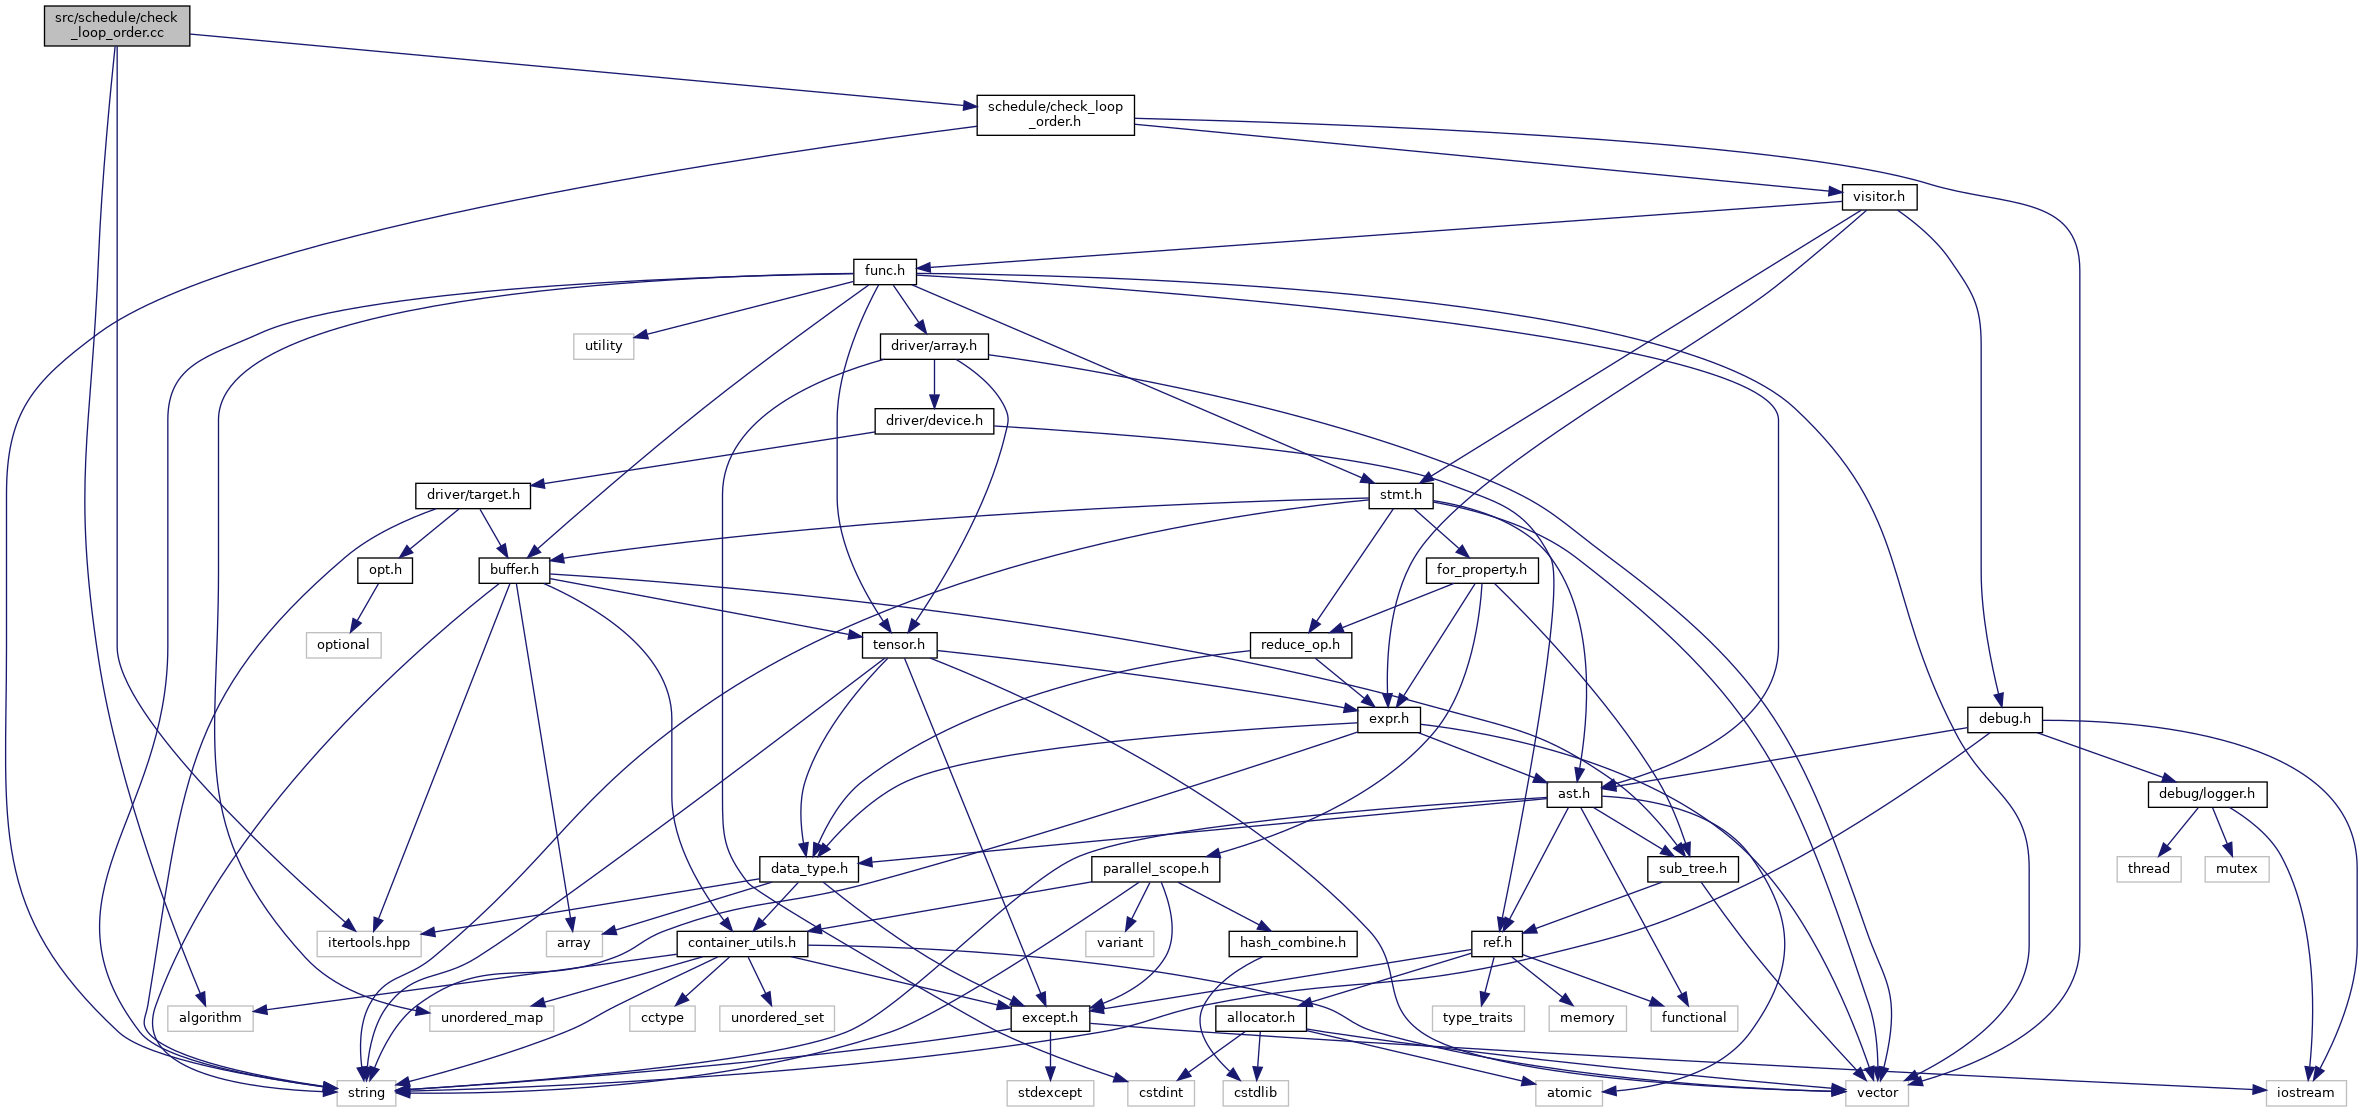 src/schedule/check
_loop_order.cc
schedule/check_loop
_order.h
visitor.h
func.h
utility
driver/array.h
driver/device.h
driver/target.h
stmt.h
opt.h
buffer.h
for_property.h
optional
tensor.h
reduce_op.h
expr.h
debug.h
ast.h
debug/logger.h
data_type.h
parallel_scope.h
sub_tree.h
thread
mutex
itertools.hpp
array
container_utils.h
variant
hash_combine.h
ref.h
algorithm
unordered_map
cctype
unordered_set
except.h
allocator.h
type_traits
memory
functional
string
stdexcept
cstdint
cstdlib
atomic
vector
iostream